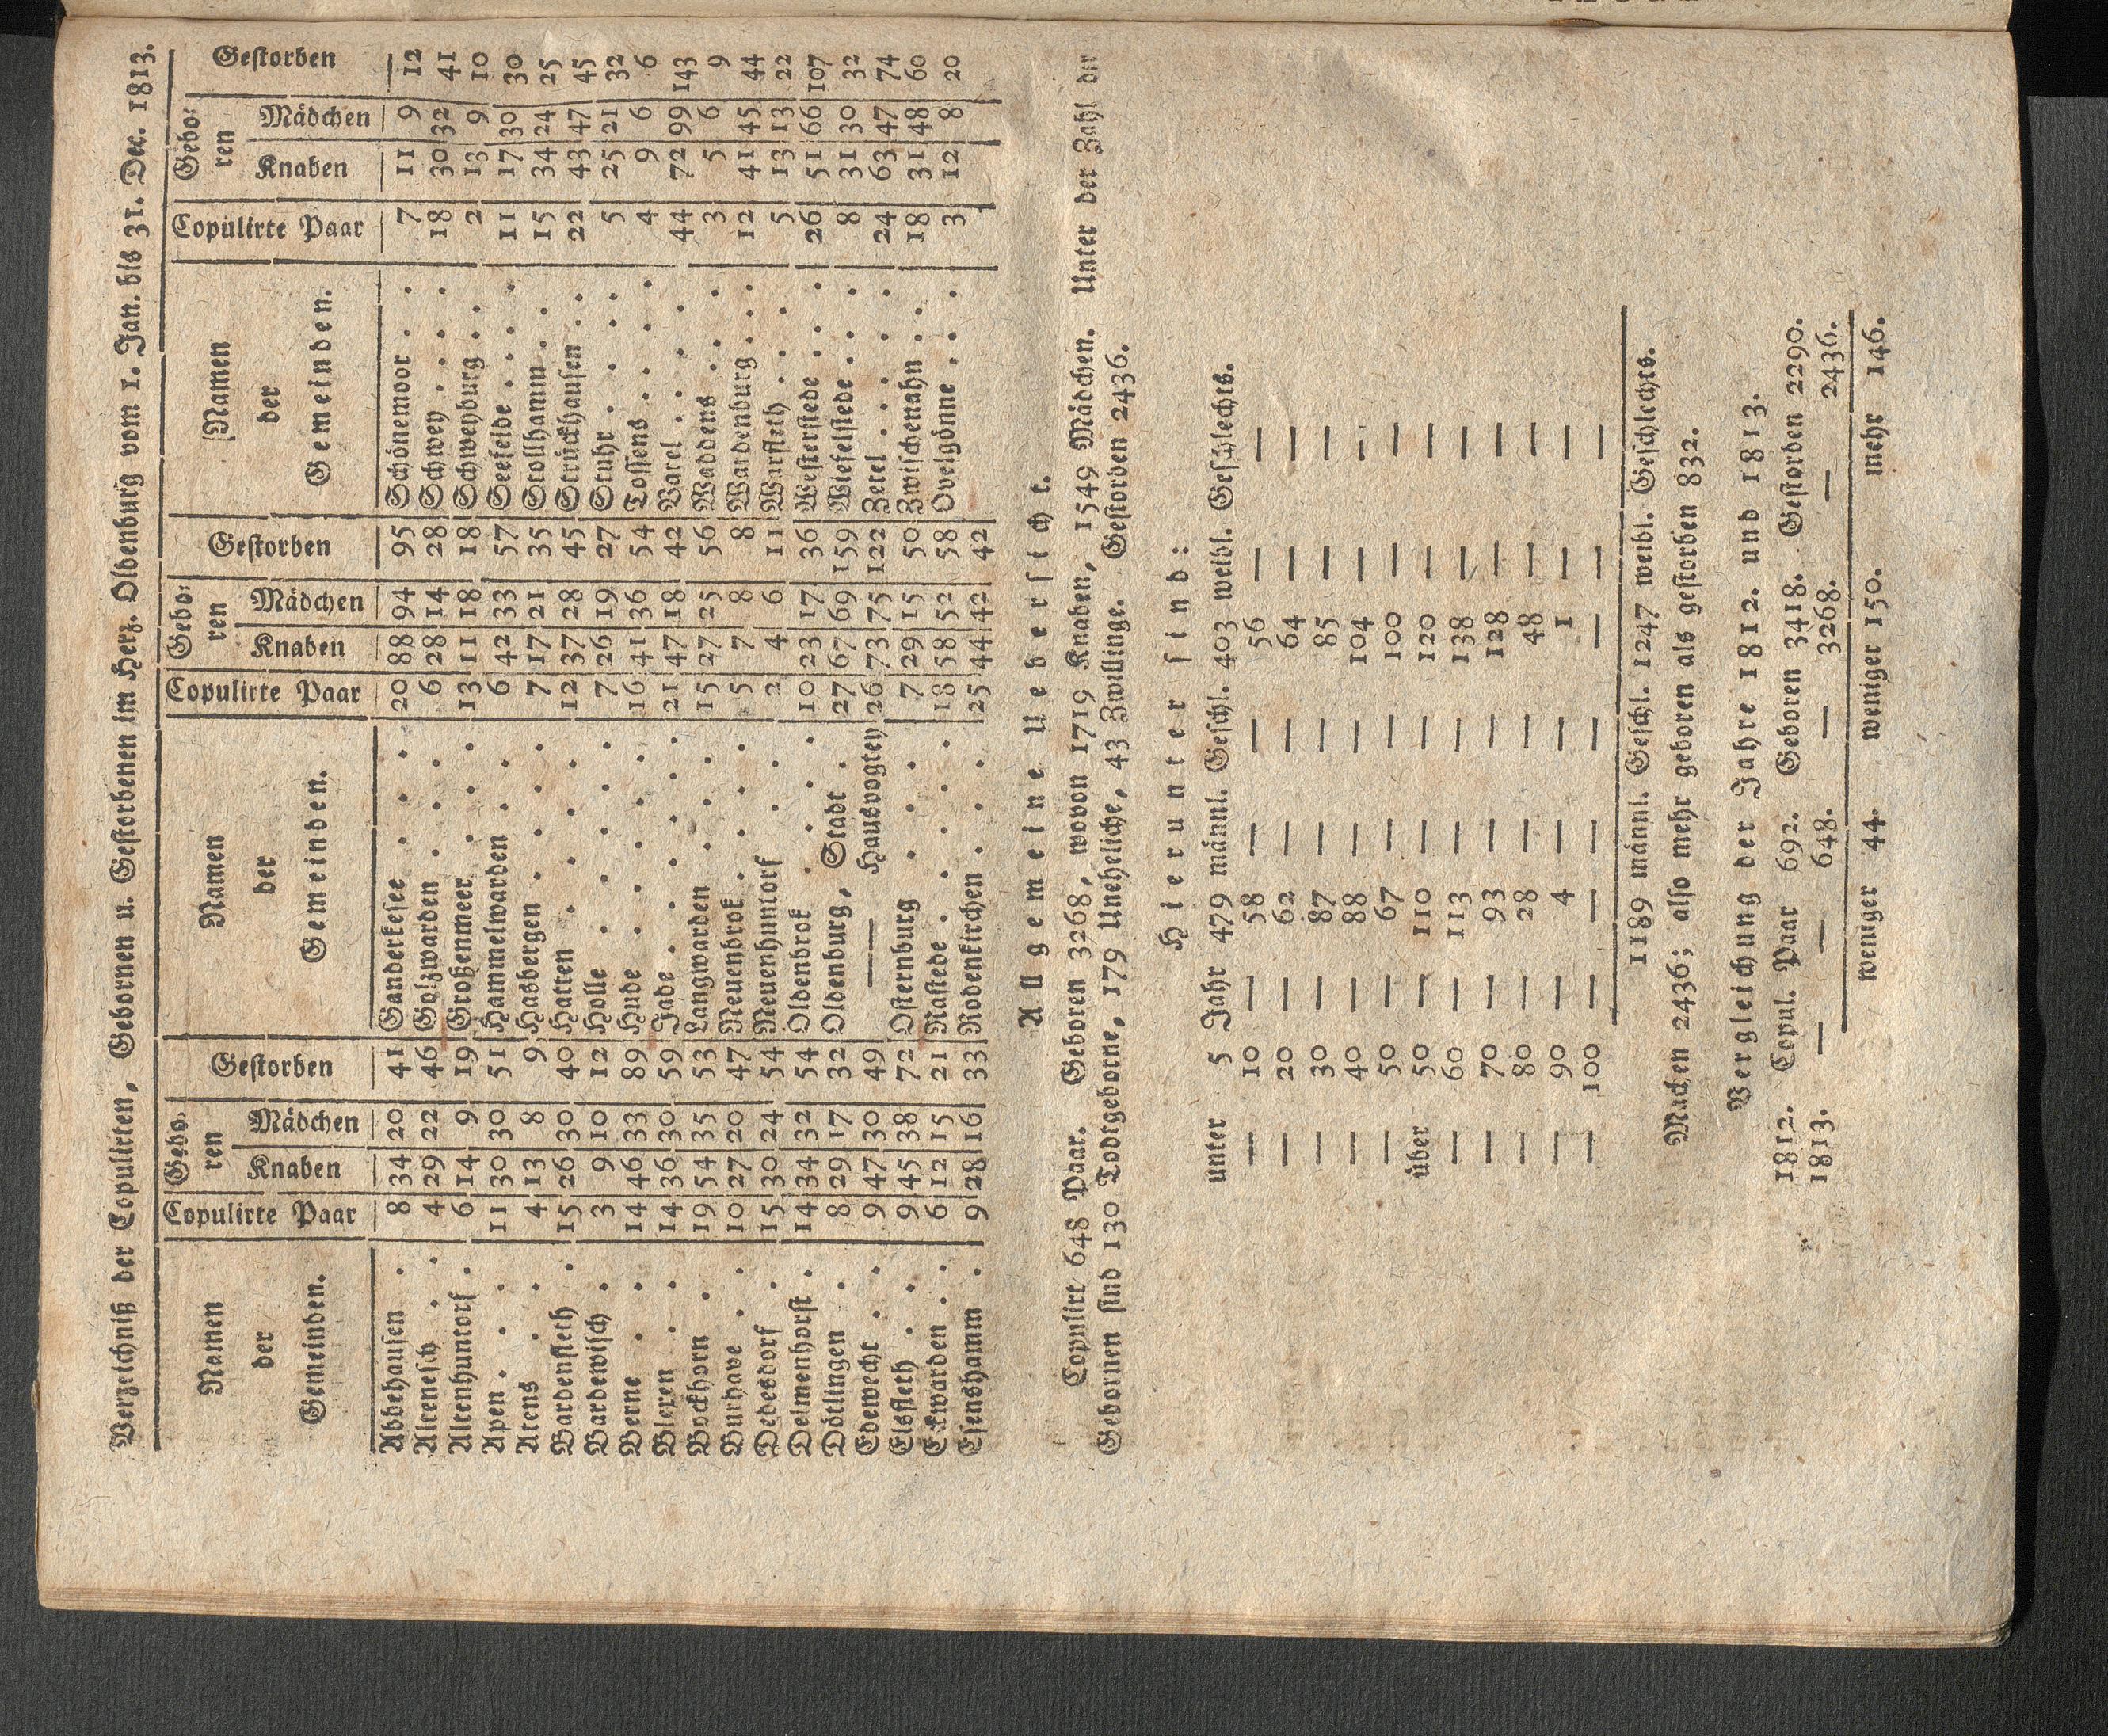 Verzeichniß der Copulirten, Gebornen u. Gestorbenen im Herz. Oldenburg vom 1. Jan. bis 31. Dec. 1813.
Namen der Gemeinden. | Copulirte Paar | Gebo: ren Knaben | Mädchen | Gestorben | Namen der Gemeinden. | Copulirte Paar | Gebo: ren Knaben | Mädchen | Gestorben | Namen der Gemeinden. | Copulirte Paar | Gebo: ren Knaben | Mädchen | Gestorben
Abbehausen . | 8 | 34 | 20 | 41 | Ganderkesee . . . | 20 | 88 | 94 | 95 | Schönemoor . . | 7 | 11 | 9 | 12
Altenesch . . | 4 | 29 | 22 | 46 | Golzwarden . . . | 6 | 28 | 14 | 28 | Schwey . . . . | 18 | 30 | 32 | 41
Altenhuntorf . | 6 | 14 | 9 | 19 | Großenmeer . . . | 13 | 11 | 18 | 18 | Schweyburg . . | 2 | 13 | 9 | 10
Apen . . . | 11 | 30 | 30 | 51 | Hammelwarden . . | 6 | 42 | 33 | 57 | Seefelde . . . . | 11 | 17 | 30 | 30
Atens . . | 4 | 13 | 8 | 9 | Hasbergen . . . . | 7 | 17 | 21 | 35 | Stollhamm . . | 15 | 34 | 24 | 25
Bardenfleth . | 15 | 26 | 30 | 40 | Hatten . . . . | 12 | 37 | 28 | 45 | Strückhausen . . | 22 | 43 | 47 | 45
Bardewisch . | 3 | 9 | 10 | 12 | Holle . . . . . | 7 | 26 | 19 | 27 | Stuhr . . . . | 5 | 25 | 21 | 32
Berne . . | 14 | 46 | 33 | 89 | Hude . . . . . | 16 | 41 | 36 | 54 | Tossens . . . . | 4 | 9 | 6 | 6
Blexen . . | 14 | 36 | 30 | 59 | Jade . . . . . | 21 | 47 | 18 | 42 | Varel . . . . | 44 | 72 | 99 | 143
Bockhorn . . | 19 | 54 | 35 | 53 | Langwarden . . . | 15 | 27 | 25 | 56 | Waddens . . . . | 3 | 5 | 6 | 9
Burhave . . | 10 | 27 | 20 | 47 | Neuenbrok . . . | 5 | 7 | 8 | 8 | Wardenburg . . . | 12 | 41 | 45 | 44
Dedesdorf . . | 15 | 30 | 24 | 54 | Neuenhuntorf . . | 2 | 4 | 6 | 11 | Warfleth . . . | 5 | 13 | 13 | 22
Delmenhorst . | 14 | 34 | 32 | 54 | Oldenbrok . . . | 10 | 23 | 17 | 36 | Westerstede . . . | 26 | 51 | 66 | 107
Dötlingen . | 8 | 29 | 17 | 32 | Oldenburg, Stadt . | 27 | 67 | 69 | 159 | Wiefelstede . . . | 8 | 31 | 30 | 32
Edewecht . . | 9 | 47 | 30 | 49 | —— Hausvogtey | 26 | 73 | 75 | 122 | Zetel . . . . | 24 | 63 | 47 | 74
Elsfleth . . | 9 | 45 | 38 | 72 | Osternburg . . . | 7 | 29 | 15 | 50 | Zwischenahn . . | 18 | 31 | 48 | 60
Eckwarden . . | 6 | 12 | 15 | 21 | Rastede . . . . | 18 | 58 | 52 | 58 | Ovelgönne . . . | 3 | 12 | 8 | 20
Esenshamm . | 9 | 28 | 16 | 33 | Rodenkirchen . . . | 25 | 44 | 42 | 42
Allgemeine Uebersicht.
Copulirt 648 Paar. Geboren 3268, wovon 1719 Knaben, 1549 Mädchen. Unter der Zahl der
Gebornen sind 130 Todtgeborne, 179 Uneheliche, 43 Zwillinge. Gestorben 2436.
Hierunter sind:
unter 5 Jahr 479 männl. Geschl. 403 weibl. Geschlechts.
— 10 — 58 — — 56 — —
— 20 — 62 — — 64 — —
— 30 — 87 — — 85 — —
— 40 — 88 — — 104 — —
— 50 — 67 — — 100 — —
über 50 — 110 — — 120 — —
— 60 — 113 — — 138 — —
— 70 — 93 — — 128 — —
— 80 — 28 — — 48 — —
— 90 — 4 — — 1 — —
— 100 — — — — — — —
1189 männl. Geschl. 1247 weibl. Geschlechts.
Machen 2436; also mehr geboren als gestorben 832.
Vergleichung der Jahre 1812. und 1813.
1812. Copul. Paar 692. Geboren 3418. Gestorben 2290.
1813. — — 648. — 3268. — 2436.
weniger 44. weniger 150. mehr 146.